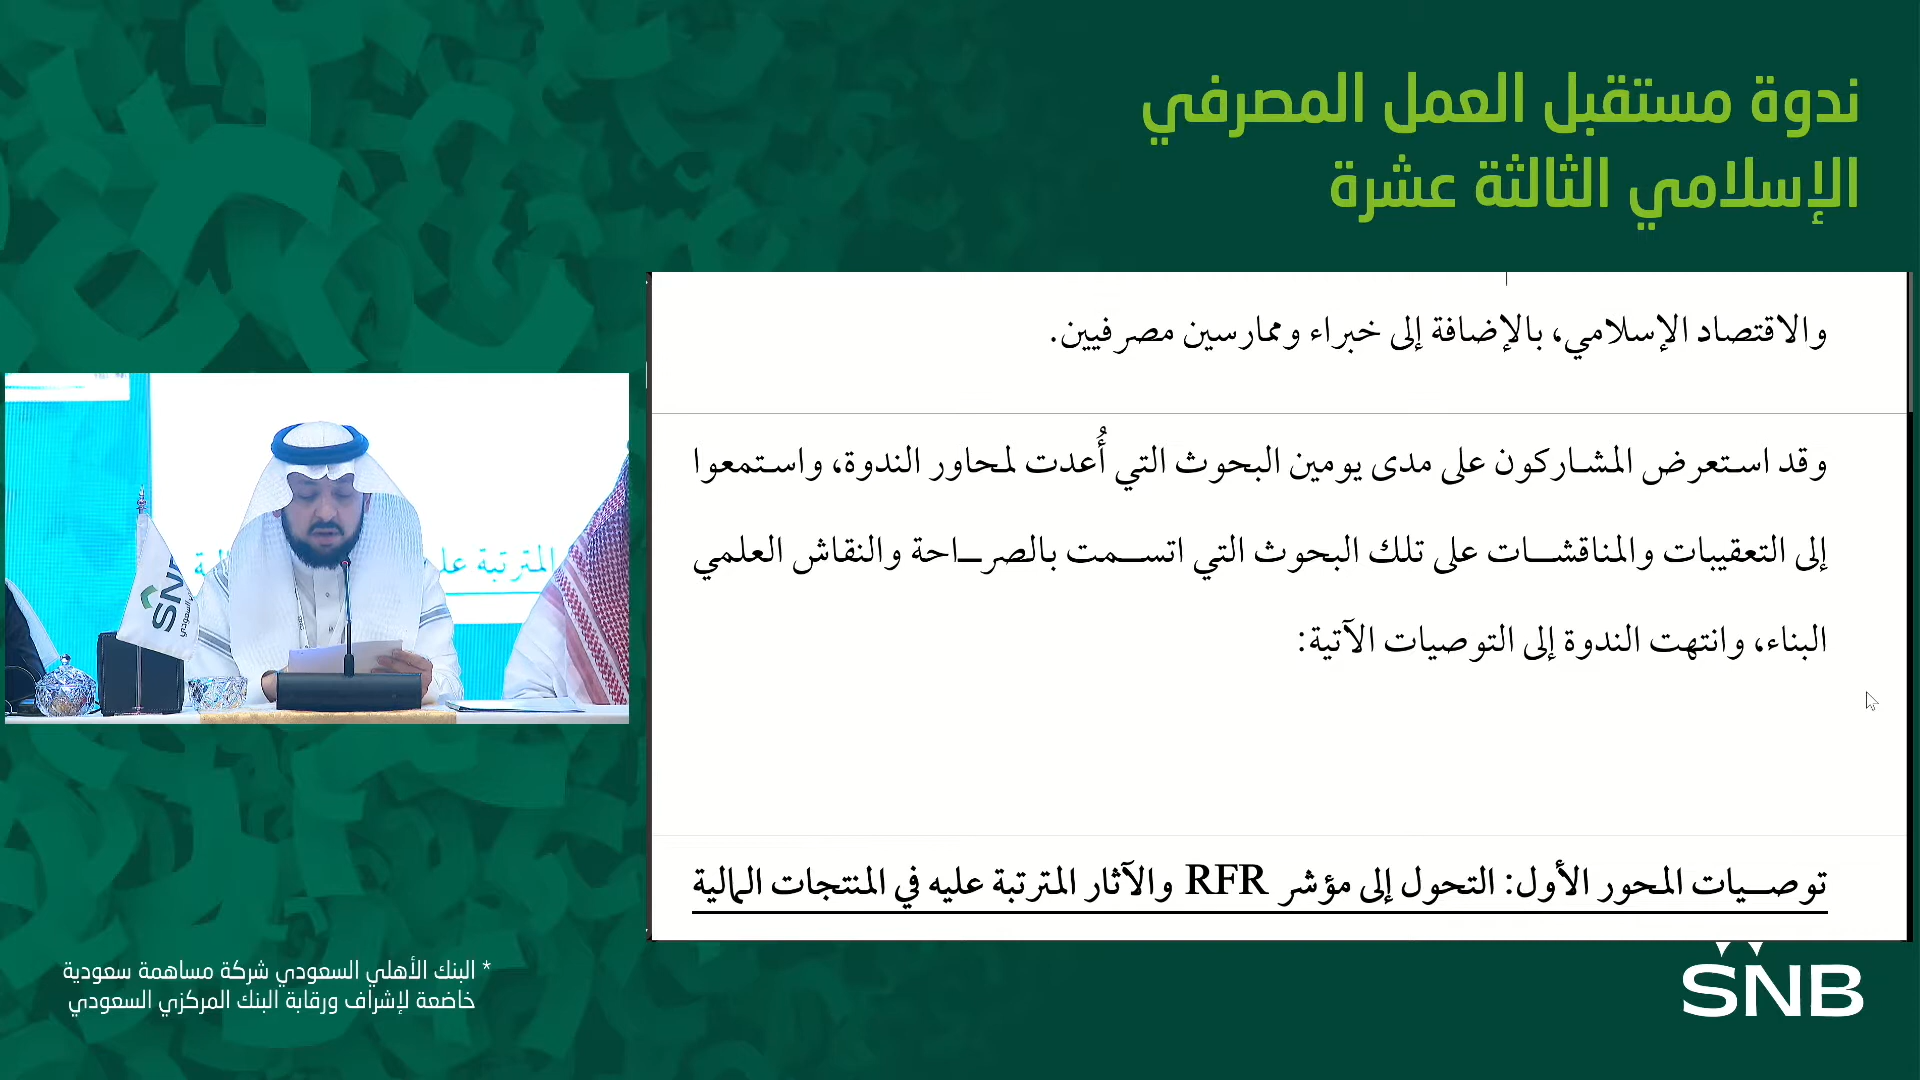 ندوة مستقبل العمل المصرفي
الإسلامي الثالثة عشرة
والاقتصاد الإسلامي، بالإضافة إلى خبراء وممارسين مصرفيين.
وقد استعرض المشاركون على مدى يومين البحوث التي أُعدت لمحاور الندوة، واستمعوا
إلى التعقيبات والمناقشات على تلك البحوث التي اتسمت بالصراحة والنقاش العلمي
البناء، وانتهت الندوة إلى التوصيات الآتية:
توصيات المحور الأول: التحول إلى مؤشر RFR والآثار المترتبة عليه في المنتجات المالية
المترتبة
SNB
* البنك الأهلي السعودي شركة مساهمة سعودية
خاضعة لإشراف ورقابة البنك المركزي السعودي
SNB